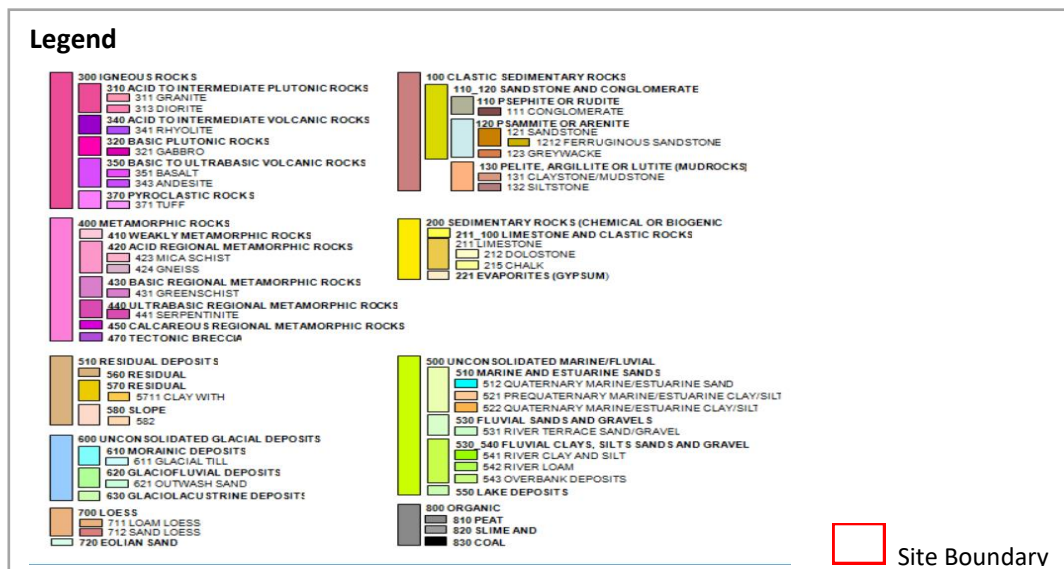 Legend
300 IGNEOUS ROCKS
310 ACID TO INTERMEDIATE PLUTONIC ROCKS
311 GRANITE
313 DIORITE
340 ACID TO INTERMEDIATE VOLCANIC ROCKS
341 RHYOLITE
320 BASIC PLUTONIC ROCKS
321 GABBRO
350 BASIC TO ULTRABASIC VOLCANIC ROCKS
351 BASALT
343 ANDESITE
370 PYROCLASTIC ROCKS
371 TUFF
400 METAMORPHIC ROCKS
410 WEAKLY METAMORPHIC ROCKS
420 ACID REGIONAL METAMORPHIC ROCKS
423 MICA SCHIST
424 GNEISS
430 BASIC REGIONAL METAMORPHIC ROCKS
431 GREENSCHIST
440 ULTRABASIC REGIONAL METAMORPHIC ROCKS
441 SERPENTINITE
450 CALCAREOUS REGIONAL METAMORPHIC ROCKS
470 TECTONIC BRECCIA
510 RESIDUAL DEPOSITS
560 RESIDUAL
570 RESIDUAL
5711 CLAY WITH
580 SLOPE
582
600 UNCONSOLIDATED GLACIAL DEPOSITS
610 MORAINIC DEPOSITS
611 GLACIAL TILL
620 GLACIOFLUVIAL DEPOSITS
621 OUTWASH SAND
630 GLACIOLACUSTRINE DEPOSITS
700 LOESS
711 LOAM LOESS
712 SAND LOESS
720 EOLIAN SAND
100 CLASTIC SEDIMENTARY ROCKS
110_120 SANDSTONE AND CONGLOMERATE
110 PSEPHITE OR RUDITE
111 CONGLOMERATE
120 PSAMMITE OR ARENITE
121 SANDSTONE
1212 FERRUGINOUS SANDSTONE
123 GREYWACKE
130 PELITE, ARGILLITE OR LUTITE (MUDROCKS)
131 CLAYSTONE/MUDSTONE
132 SILTSTONE
200 SEDIMENTARY ROCKS (CHEMICAL OR BIOGENIC
211_100 LIMESTONE AND CLASTIC ROCKS
211 LIMESTONE
212 DOLOSTONE
215 CHALK
221 EVAPORITES (GYPSUM)
500 UNCONSOLIDATED MARINE/FLUVIAL
510 MARINE AND ESTUARINE SANDS
512 QUATERNARY MARINE/ESTUARINE SAND
521 PREQUATERNARY MARINE/ESTUARINE CLAY/SILT
522 QUATERNARY MARINE/ESTUARINE CLAY/SILT
530 FLUVIAL SANDS AND GRAVELS
531 RIVER TERRACE SAND/GRAVEL
530_540 FLUVIAL CLAYS, SILTS SANDS AND GRAVEL
541 RIVER CLAY AND SILT
542 RIVER LOAM
543 OVERBANK DEPOSITS
550 LAKE DEPOSITS
800 ORGANIC
810 PEAT
820 SLIME AND
830 COAL
Site Boundary